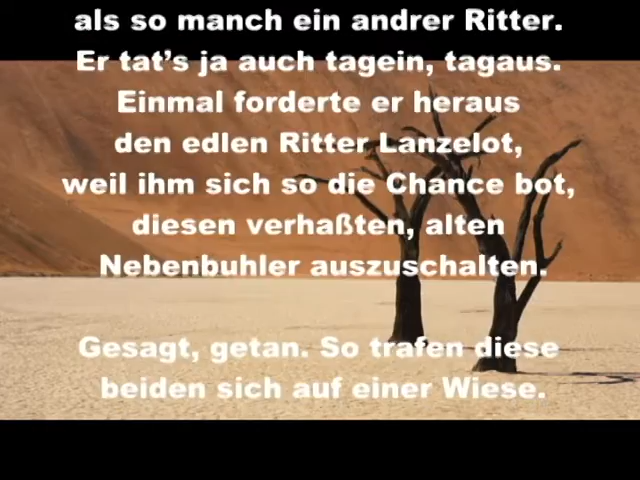 als so manch ein andrer Ritter.
Er tat's ja auch tagein, tagaus.
Einmal forderte er heraus
den edlen Ritter Lanzelot,
weil ihm sich so die Chance bot,
diesen verhaßten, alten
Nebenbuhler auszuschalten.
Gesagt, getan. So trafen diese
beiden sich auf einer Wiese.